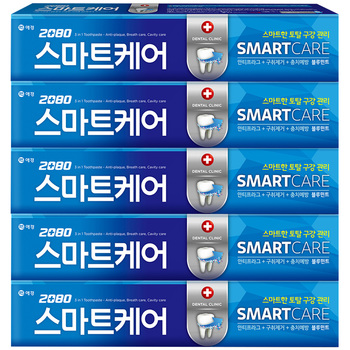 애경
2080
3 in 1 Toothpaste - Anti-plaque, Breath care, Cavity care
스마트케어
DENTAL CLINIC
스마트한 토탈 구강 관리
SMARTCARE
안티프라그 + 구취제거 + 충치예방 블루민트
애경
2080
3 in 1 Toothpaste - Anti-plaque, Breath care, Cavity care
스마트케어
DENTAL CLINIC
스마트한 토탈 구강 관리
SMARTCARE
안티프라그 + 구취제거 + 충치예방 블루민트
애경
2080
3 in 1 Toothpaste - Anti-plaque, Breath care, Cavity care
스마트케어
DENTAL CLINIC
스마트한 토탈 구강 관리
SMARTCARE
안티프라그 + 구취제거 + 충치예방 블루민트
애경
2080
3 in 1 Toothpaste - Anti-plaque, Breath care, Cavity care
스마트케어
DENTAL CLINIC
스마트한 토탈 구강 관리
SMARTCARE
안티프라그 + 구취제거 + 충치예방 블루민트
애경
2080
3 in 1 Toothpaste - Anti-plaque, Breath care, Cavity care
스마트케어
DENTAL CLINIC
스마트한 토탈 구강 관리
SMARTCARE
안티프라그 + 구취제거 + 충치예방 블루민트